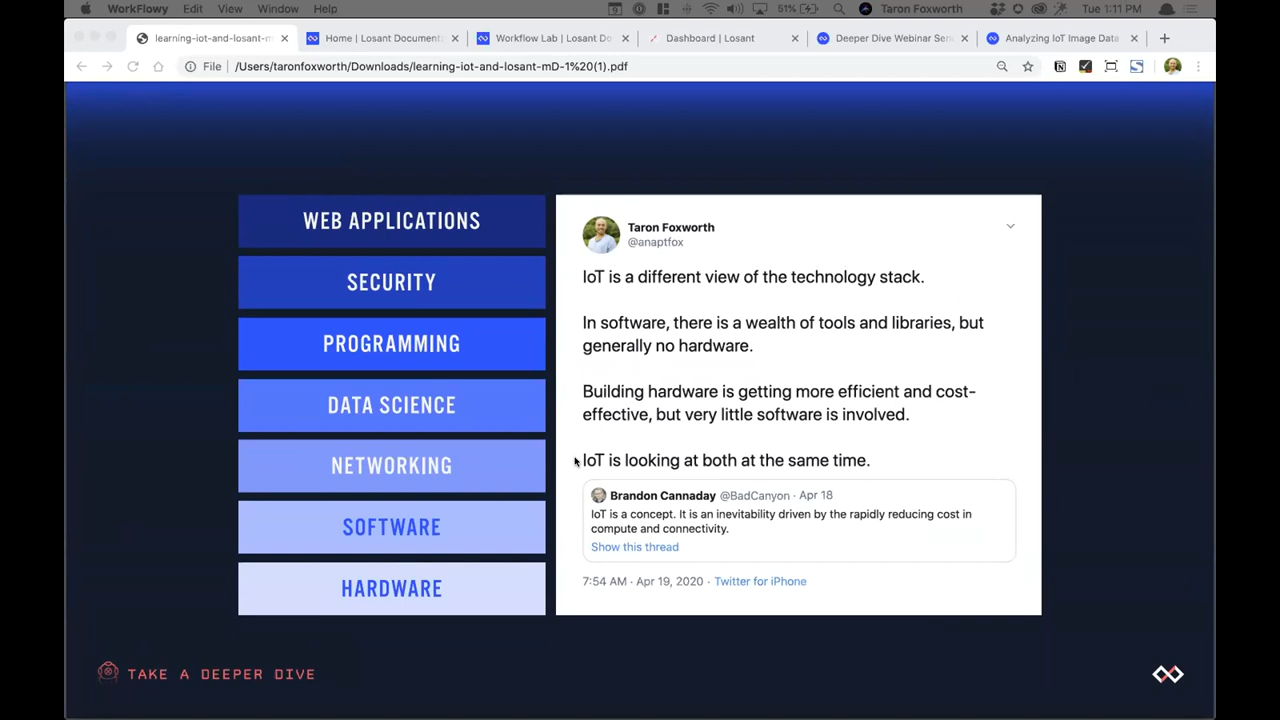 WorkFlowy Edit View Window Help 9 51% Taron Foxworth Tue 1:11 PM
learning-iot-and-losant-m Home | Losant Document Workflow Lab | Losant Do Dashboard | Losant Deeper Dive Webinar Seri Analyzing IoT Image Data
File /Users/taronfoxworth/Downloads/learning-iot-and-losant-mD-1%20(1).pdf
WEB APPLICATIONS
SECURITY
PROGRAMMING
DATA SCIENCE
NETWORKING
SOFTWARE
HARDWARE
Taron Foxworth
@anaptfox
IoT is a different view of the technology stack.
In software, there is a wealth of tools and libraries, but
generally no hardware.
Building hardware is getting more efficient and cost-
effective, but very little software is involved.
IoT is looking at both at the same time.
Brandon Cannaday @BadCanyon · Apr 18
IoT is a concept. It is an inevitability driven by the rapidly reducing cost in
compute and connectivity.
Show this thread
7:54 AM · Apr 19, 2020 · Twitter for iPhone
TAKE A DEEPER DIVE